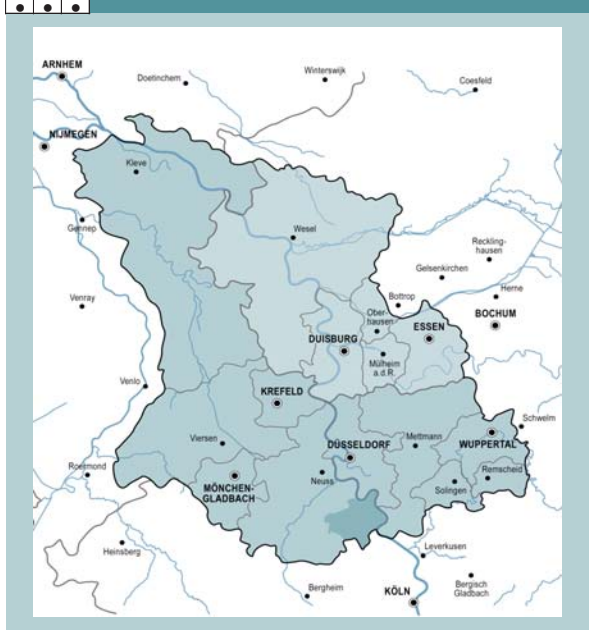 ARNHEM
Doetinchem
Winterswijk
Coesfeld
NIJMEGEN
Kleve
Gennep
Wesel
Reckling-
hausen
Gelsenkirchen
Venray
Bottrop
Herne
Ober-
hausen
ESSEN
BOCHUM
DUISBURG
Mülheim
a.d.R.
Venlo
KREFELD
Schwelm
Viersen
DÜSSELDORF
Mettmann
WUPPERTAL
Roermond
MÖNCHEN-
GLADBACH
Neuss
Solingen
Remscheid
Heinsberg
Leverkusen
Bergheim
KÖLN
Bergisch
Gladbach